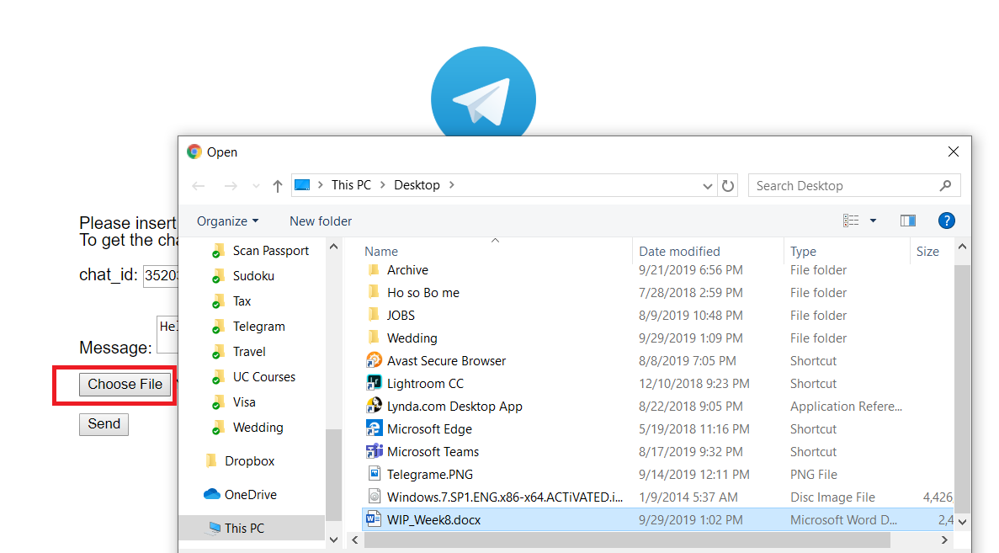 Open
This PC > Desktop >
Search Desktop
Organize
New folder
?
Please insert
To get the cha
chat_id: 3520
Message: Hel
Choose File
Send
Scan Passport
Sudoku
Tax
Telegram
Travel
UC Courses
Visa
Wedding
Dropbox
OneDrive
This PC
Name Date modified Type Size
Archive 9/21/2019 6:56 PM File folder
Ho so Bo me 7/28/2018 2:59 PM File folder
JOBS 8/9/2019 10:48 PM File folder
Wedding 9/29/2019 1:09 PM File folder
Avast Secure Browser 8/8/2019 7:05 PM Shortcut
Lightroom CC 12/10/2018 9:23 PM Shortcut
Lynda.com Desktop App 8/22/2018 9:05 PM Application Refere...
Microsoft Edge 5/19/2018 11:16 PM Shortcut
Microsoft Teams 8/17/2019 9:32 PM Shortcut
Telegrame.PNG 9/14/2019 12:11 PM PNG File
Windows.7.SP1.ENG.x86-x64.ACTiVATED.i... 1/9/2014 5:37 AM Disc Image File 4,426,
WIP_Week8.docx 9/29/2019 1:02 PM Microsoft Word D... 2,4